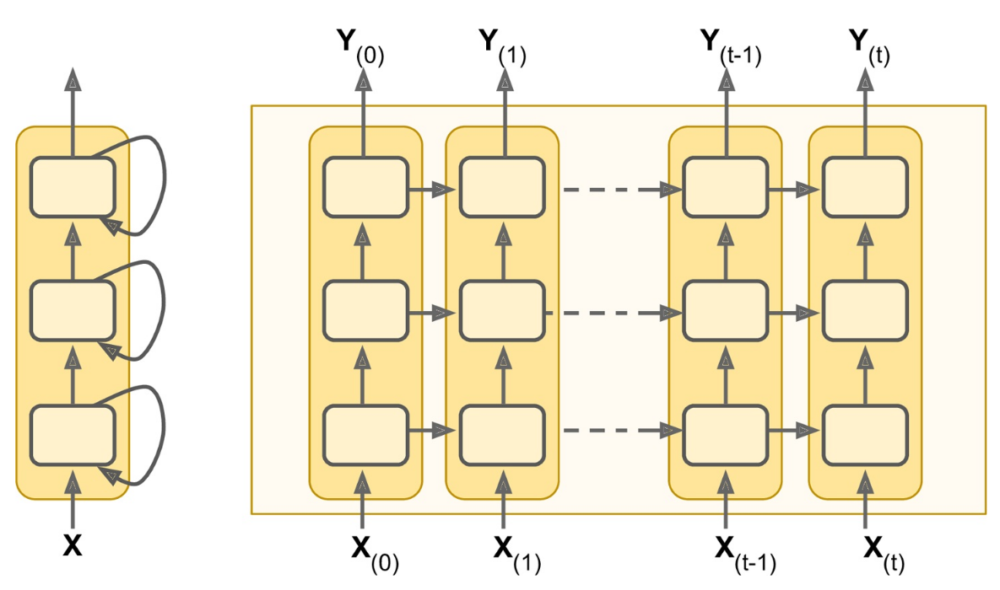 Y(0) Y(1) Y(t-1) Y(t)
X X(0) X(1) X(t-1) X(t)